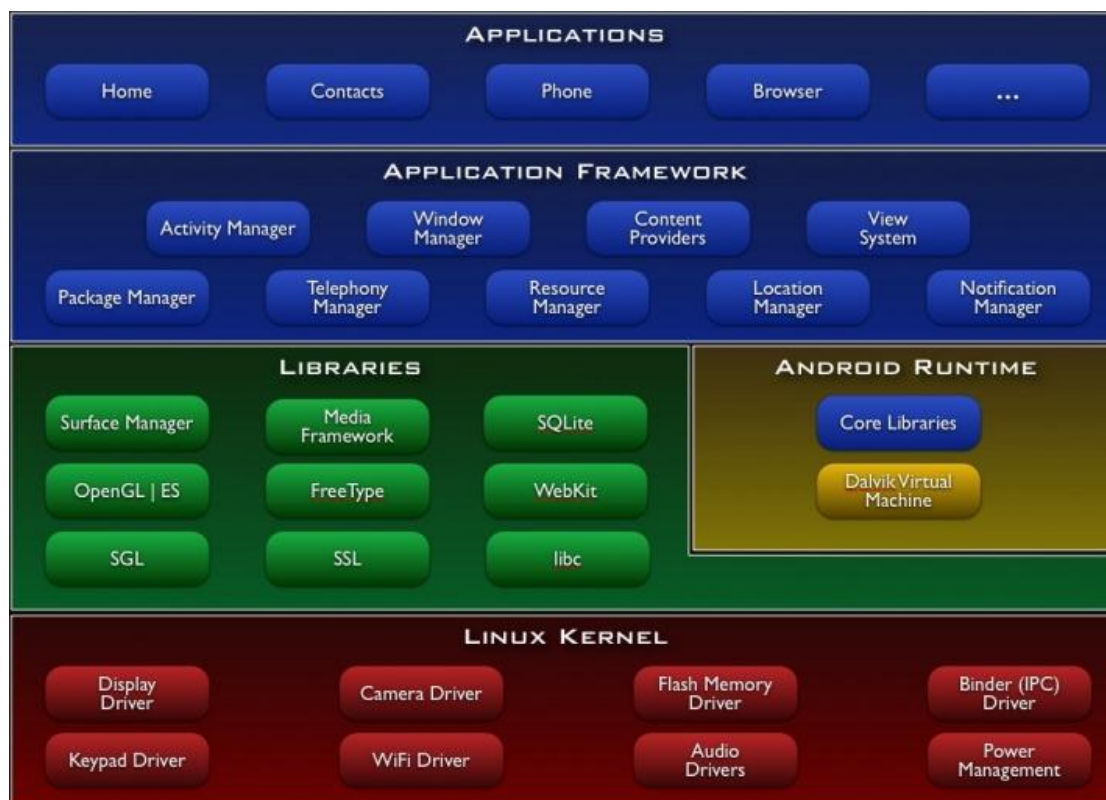 APPLICATIONS
Home
Contacts
Phone
Browser
...
APPLICATION FRAMEWORK
Activity Manager
Window
Manager
Content
Providers
View
System
Package Manager
Telephony
Manager
Resource
Manager
Location
Manager
Notification
Manager
LIBRARIES
Surface Manager
Media
Framework
SQLite
OpenGL | ES
FreeType
WebKit
SGL
SSL
libc
ANDROID RUNTIME
Core Libraries
Dalvik Virtual
Machine
LINUX KERNEL
Display
Driver
Camera Driver
Flash Memory
Driver
Binder (IPC)
Driver
Keypad Driver
WiFi Driver
Audio
Drivers
Power
Management